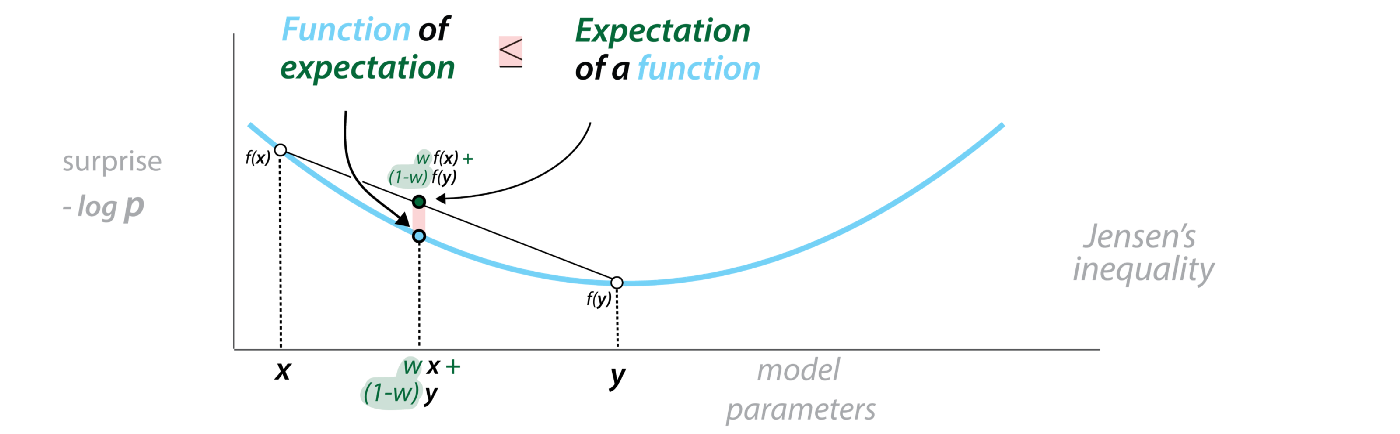 Function of
expectation
≤
Expectation
of a function
surprise
- log p
f(x)
w f(x) +
(1-w) f(y)
f(y)
Jensen's
inequality
x
w x +
(1-w) y
y
model
parameters